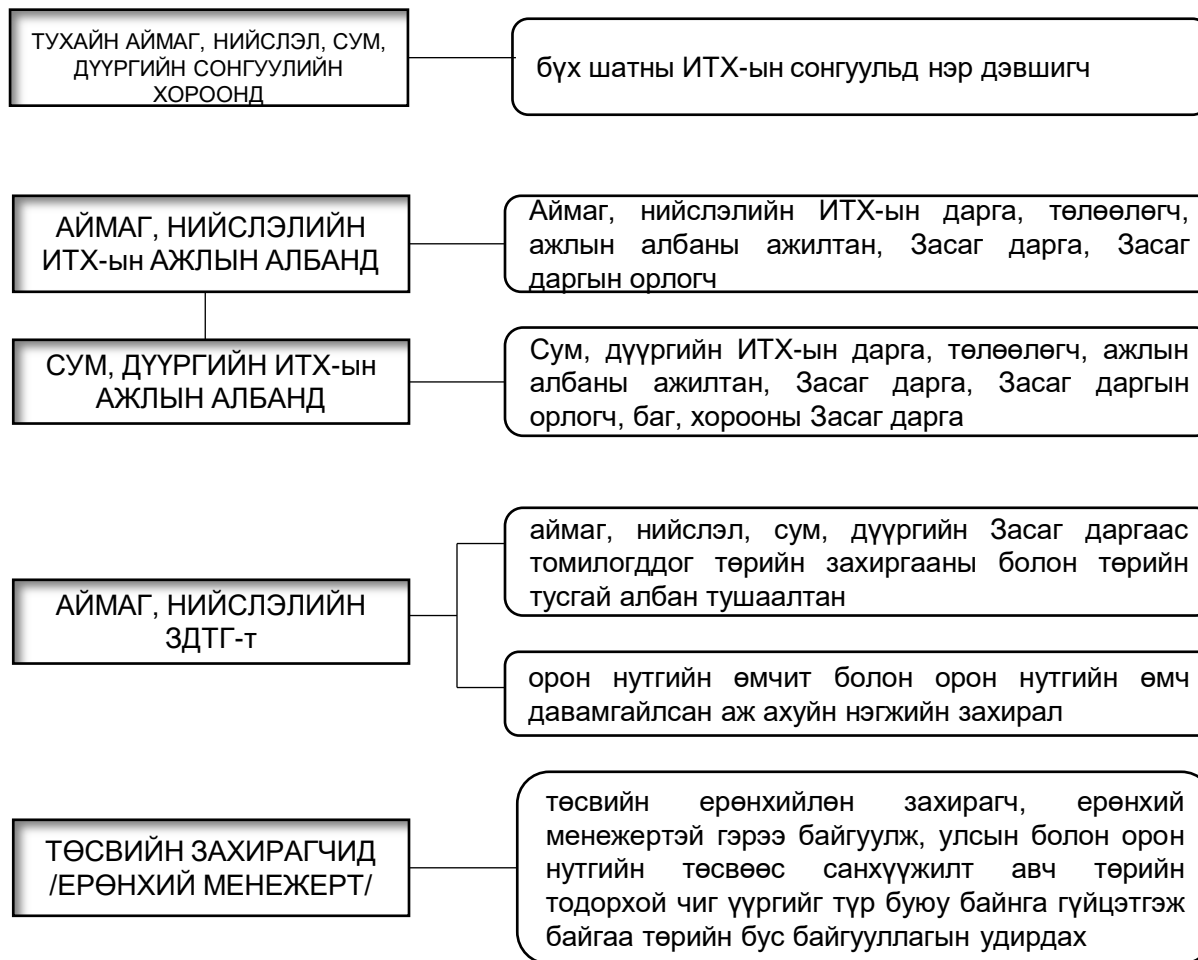 ТУХАЙН АЙМАГ, НИЙСЛЭЛ, СУМ,
ДҮҮРГИЙН СОНГУУЛИЙН
ХОРООНД
бүх шатны ИТХ-ын сонгуульд нэр дэвшигч
АЙМАГ, НИЙСЛЭЛИЙН
ИТХ-ын АЖЛЫН АЛБАНД
Аймаг, нийслэлийн ИТХ-ын дарга, төлөөлөгч,
ажлын албаны ажилтан, Засаг дарга, Засаг
даргын орлогч
СУМ, ДҮҮРГИЙН ИТХ-ын
АЖЛЫН АЛБАНД
Сум, дүүргийн ИТХ-ын дарга, төлөөлөгч, ажлын
албаны ажилтан, Засаг дарга, Засаг даргын
орлогч, баг, хорооны Засаг дарга
АЙМАГ, НИЙСЛЭЛИЙН
ЗДТГ-т
аймаг, нийслэл, сум, дүүргийн Засаг даргаас
томилогддог төрийн захиргааны болон төрийн
тусгай албан тушаалтан
орон нутгийн өмчит болон орон нутгийн өмч
давамгайлсан аж ахуйн нэгжийн захирал
ТӨСВИЙН ЗАХИРАГЧИД
/ЕРӨНХИЙ МЕНЕЖЕРТ/
төсвийн ерөнхийлөн захирагч, ерөнхий
менежертэй гэрээ байгуулж, улсын болон орон
нутгийн төсвөөс санхүүжилт авч төрийн
тодорхой чиг үүргийг түр буюу байнга гүйцэтгэж
байгаа төрийн бус байгууллагын удирдах